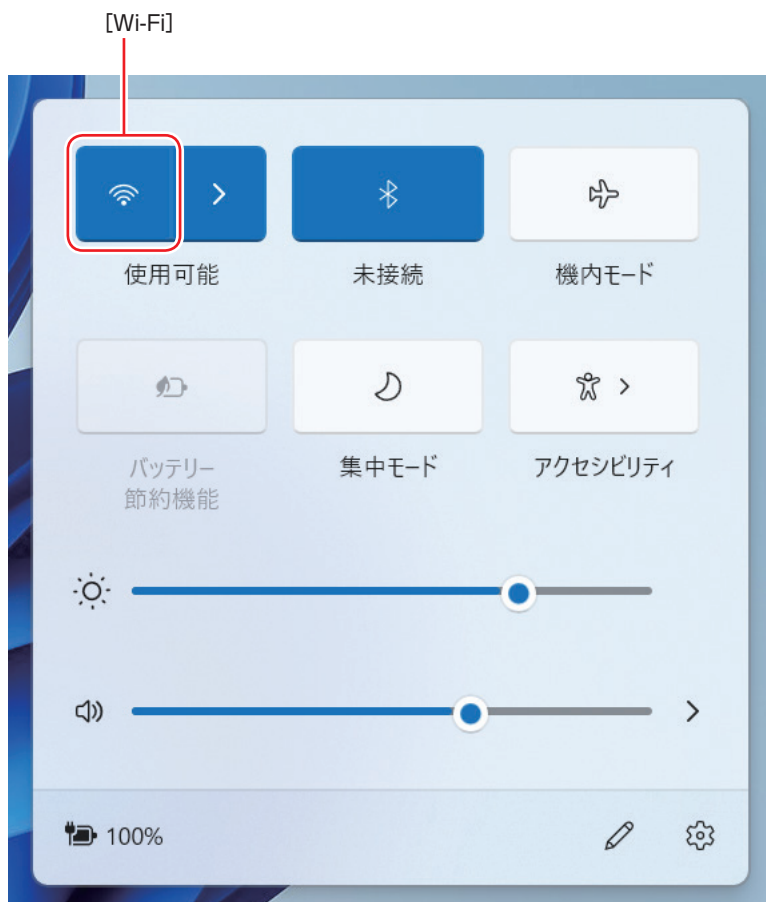 [Wi-Fi]
使用可能
未接続
機内モード
バッテリー
節約機能
集中モード
アクセシビリティ
100%